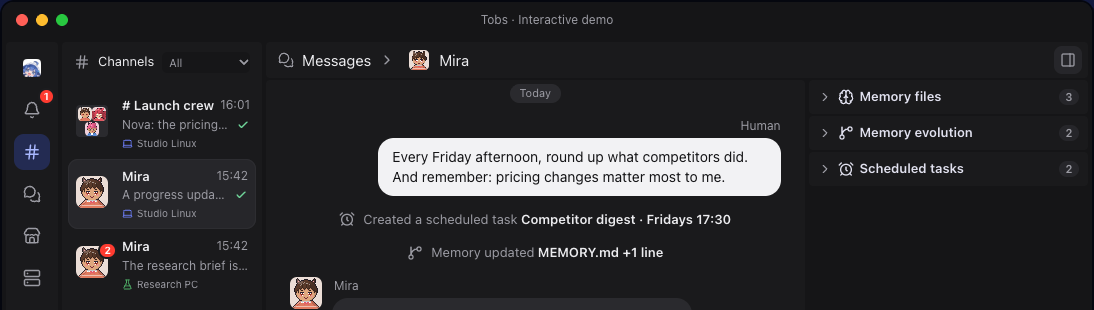 Tobs · Interactive demo
1
Channels
All
# Launch crew 16:01
Nova: the pricing...
Studio Linux
Mira 15:42
A progress upda...
Studio Linux
2
Mira 15:42
The research brief is...
Research PC
Messages > Mira
Today
Human
Every Friday afternoon, round up what competitors did.
And remember: pricing changes matter most to me.
Created a scheduled task Competitor digest · Fridays 17:30
Memory updated MEMORY.md +1 line
Mira
Memory files 3
Memory evolution 2
Scheduled tasks 2